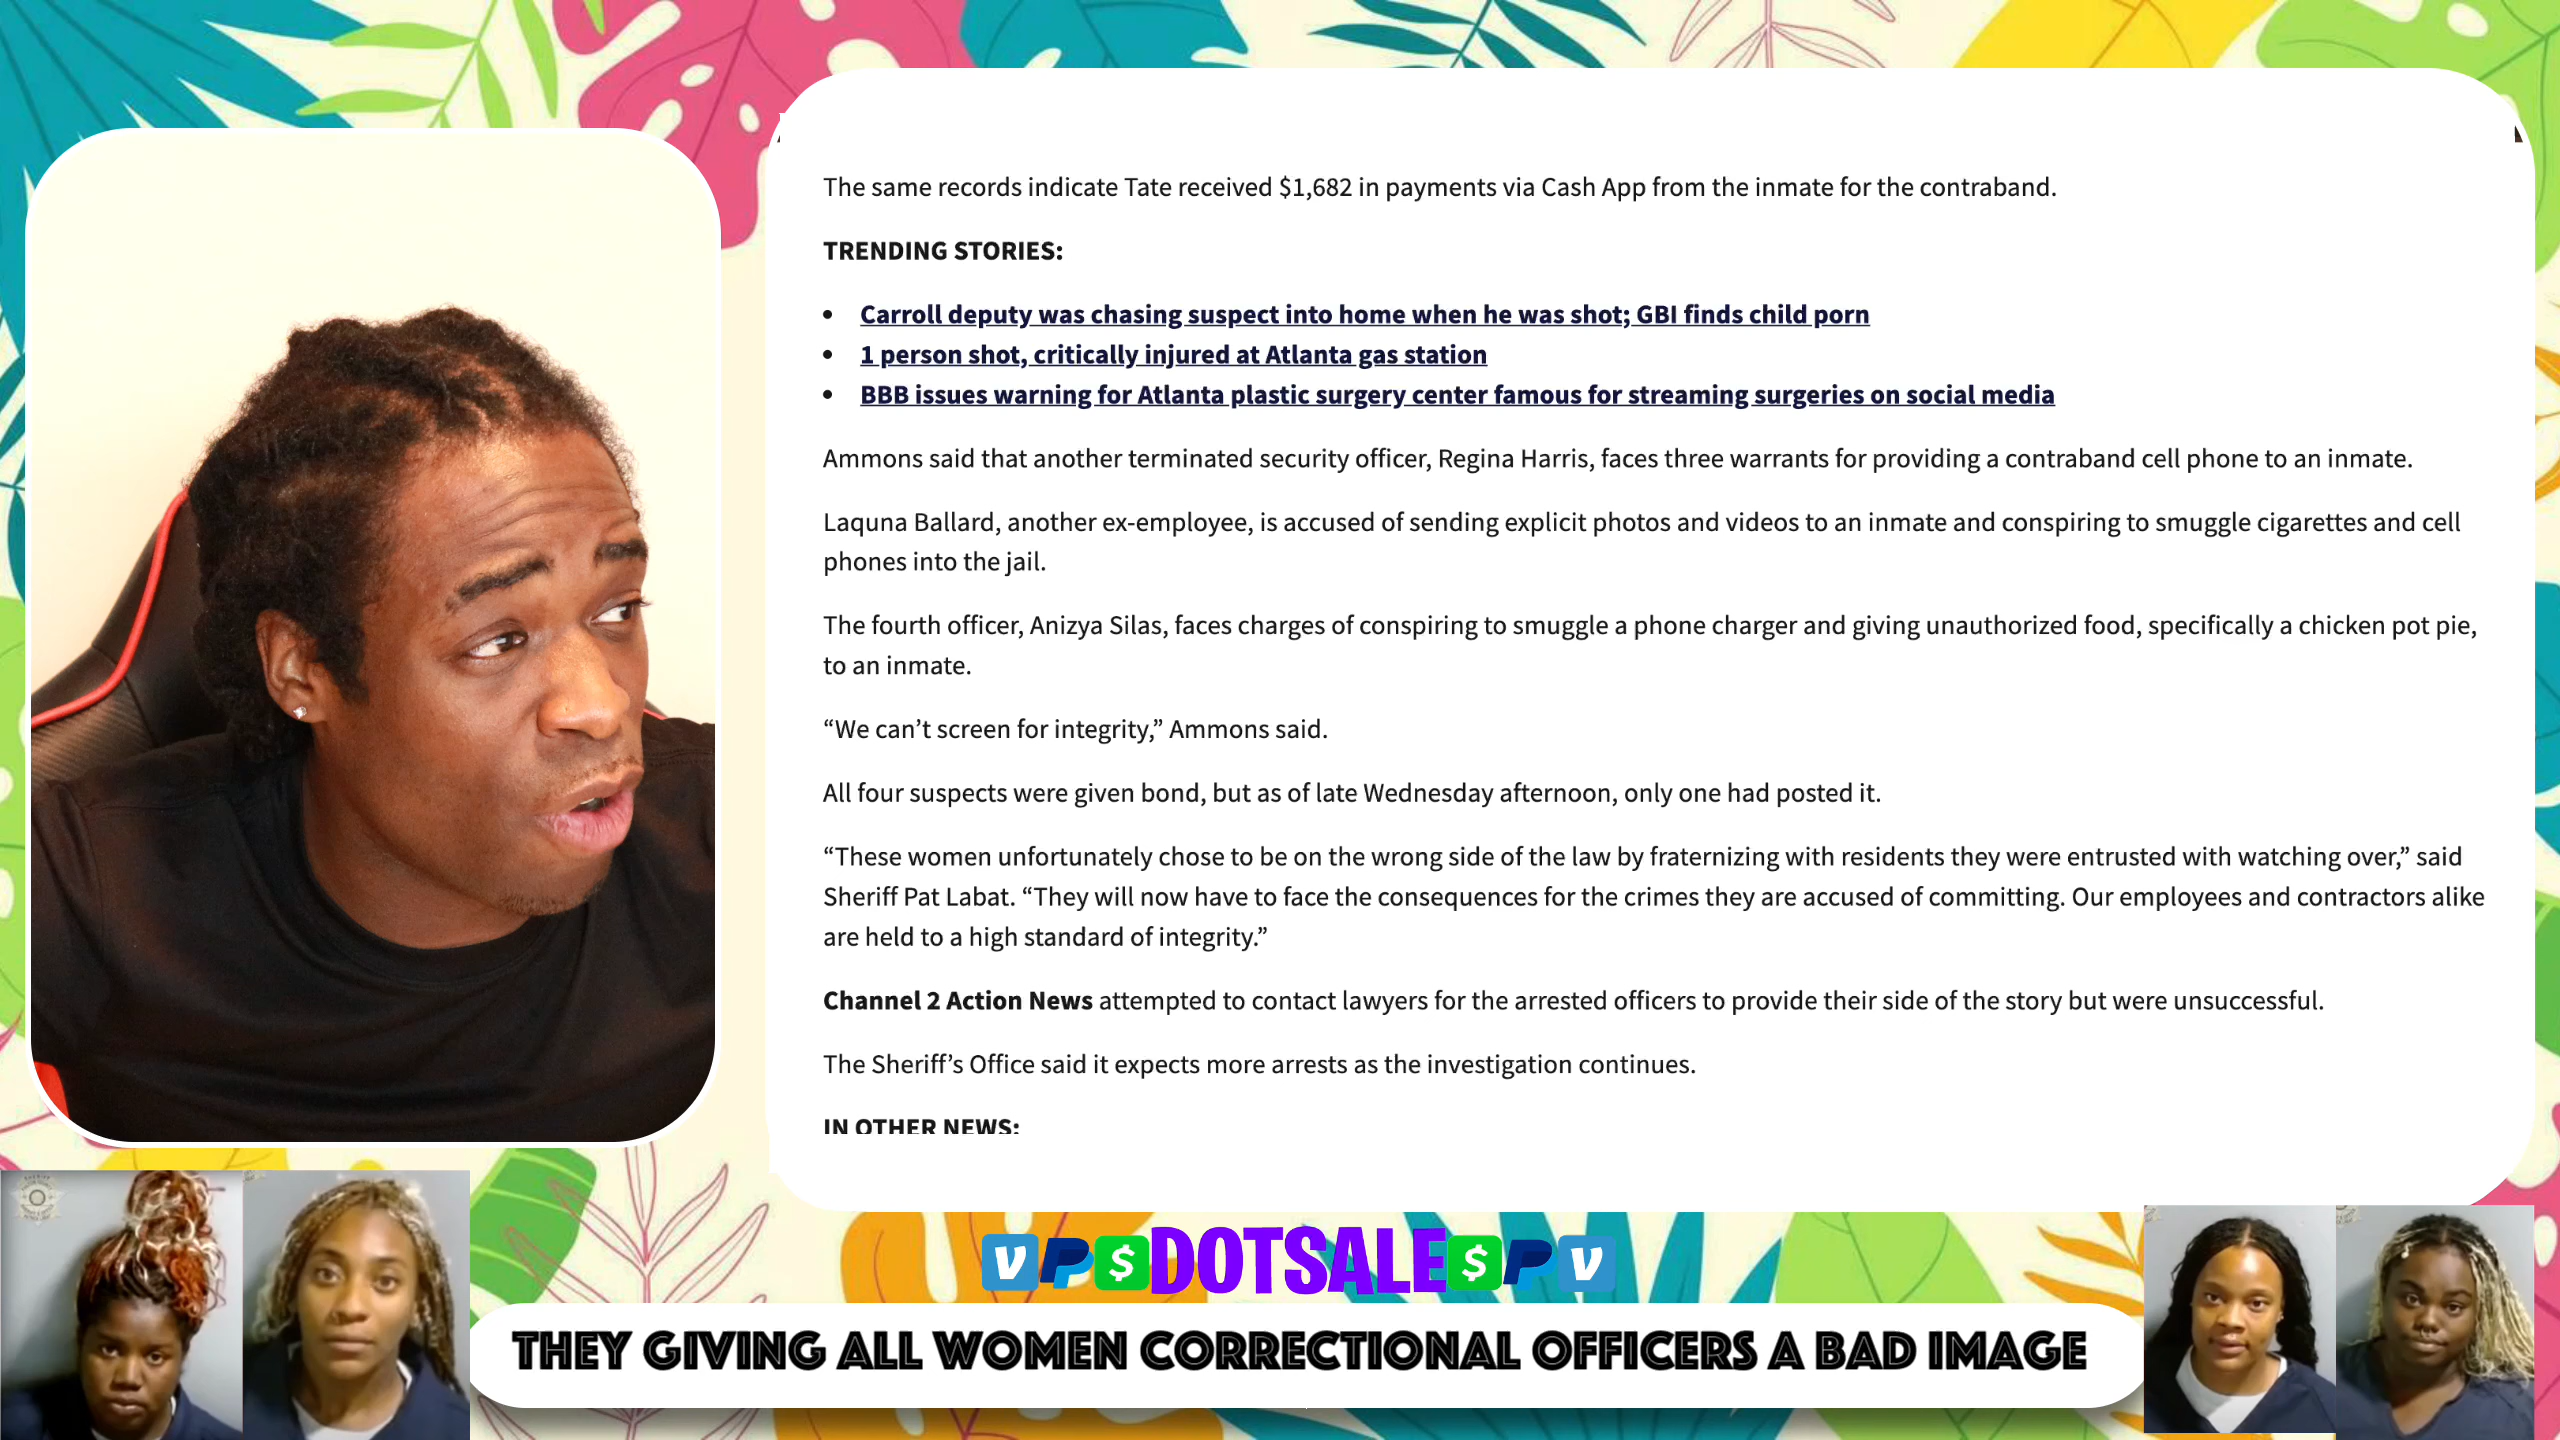 The same records indicate Tate received $1,682 in payments via Cash App from the inmate for the contraband.
TRENDING STORIES:
• Carroll deputy was chasing suspect into home when he was shot; GBI finds child porn
• 1 person shot, critically injured at Atlanta gas station
• BBB issues warning for Atlanta plastic surgery center famous for streaming surgeries on social media
Ammons said that another terminated security officer, Regina Harris, faces three warrants for providing a contraband cell phone to an inmate.
Laquna Ballard, another ex-employee, is accused of sending explicit photos and videos to an inmate and conspiring to smuggle cigarettes and cell
phones into the jail.
The fourth officer, Anizya Silas, faces charges of conspiring to smuggle a phone charger and giving unauthorized food, specifically a chicken pot pie,
to an inmate.
“We can’t screen for integrity,” Ammons said.
All four suspects were given bond, but as of late Wednesday afternoon, only one had posted it.
“These women unfortunately chose to be on the wrong side of the law by fraternizing with residents they were entrusted with watching over,” said
Sheriff Pat Labat. “They will now have to face the consequences for the crimes they are accused of committing. Our employees and contractors alike
are held to a high standard of integrity.”
Channel 2 Action News attempted to contact lawyers for the arrested officers to provide their side of the story but were unsuccessful.
The Sheriff’s Office said it expects more arrests as the investigation continues.
IN OTHER NEWS:
V P $ DOTSALE $ P V
THEY GIVING ALL WOMEN CORRECTIONAL OFFICERS A BAD IMAGE